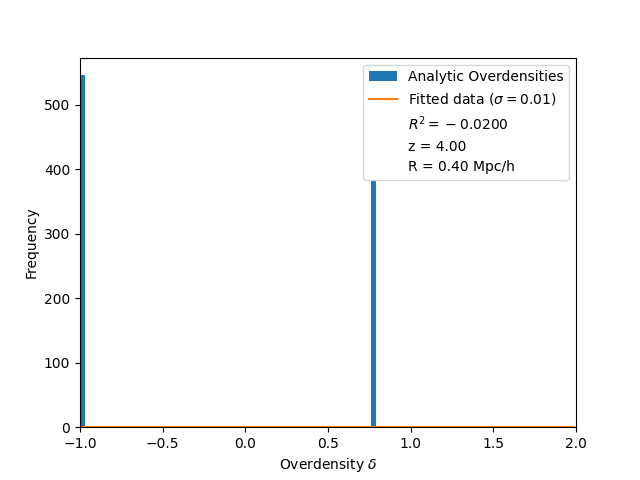 Analytic Overdensities
Fitted data (σ = 0.01)
R² = − 0.0200
z = 4.00
R = 0.40 Mpc/h
500
400
300
200
100
0
Frequency
−1.0 −0.5 0.0 0.5 1.0 1.5 2.0
Overdensity δ